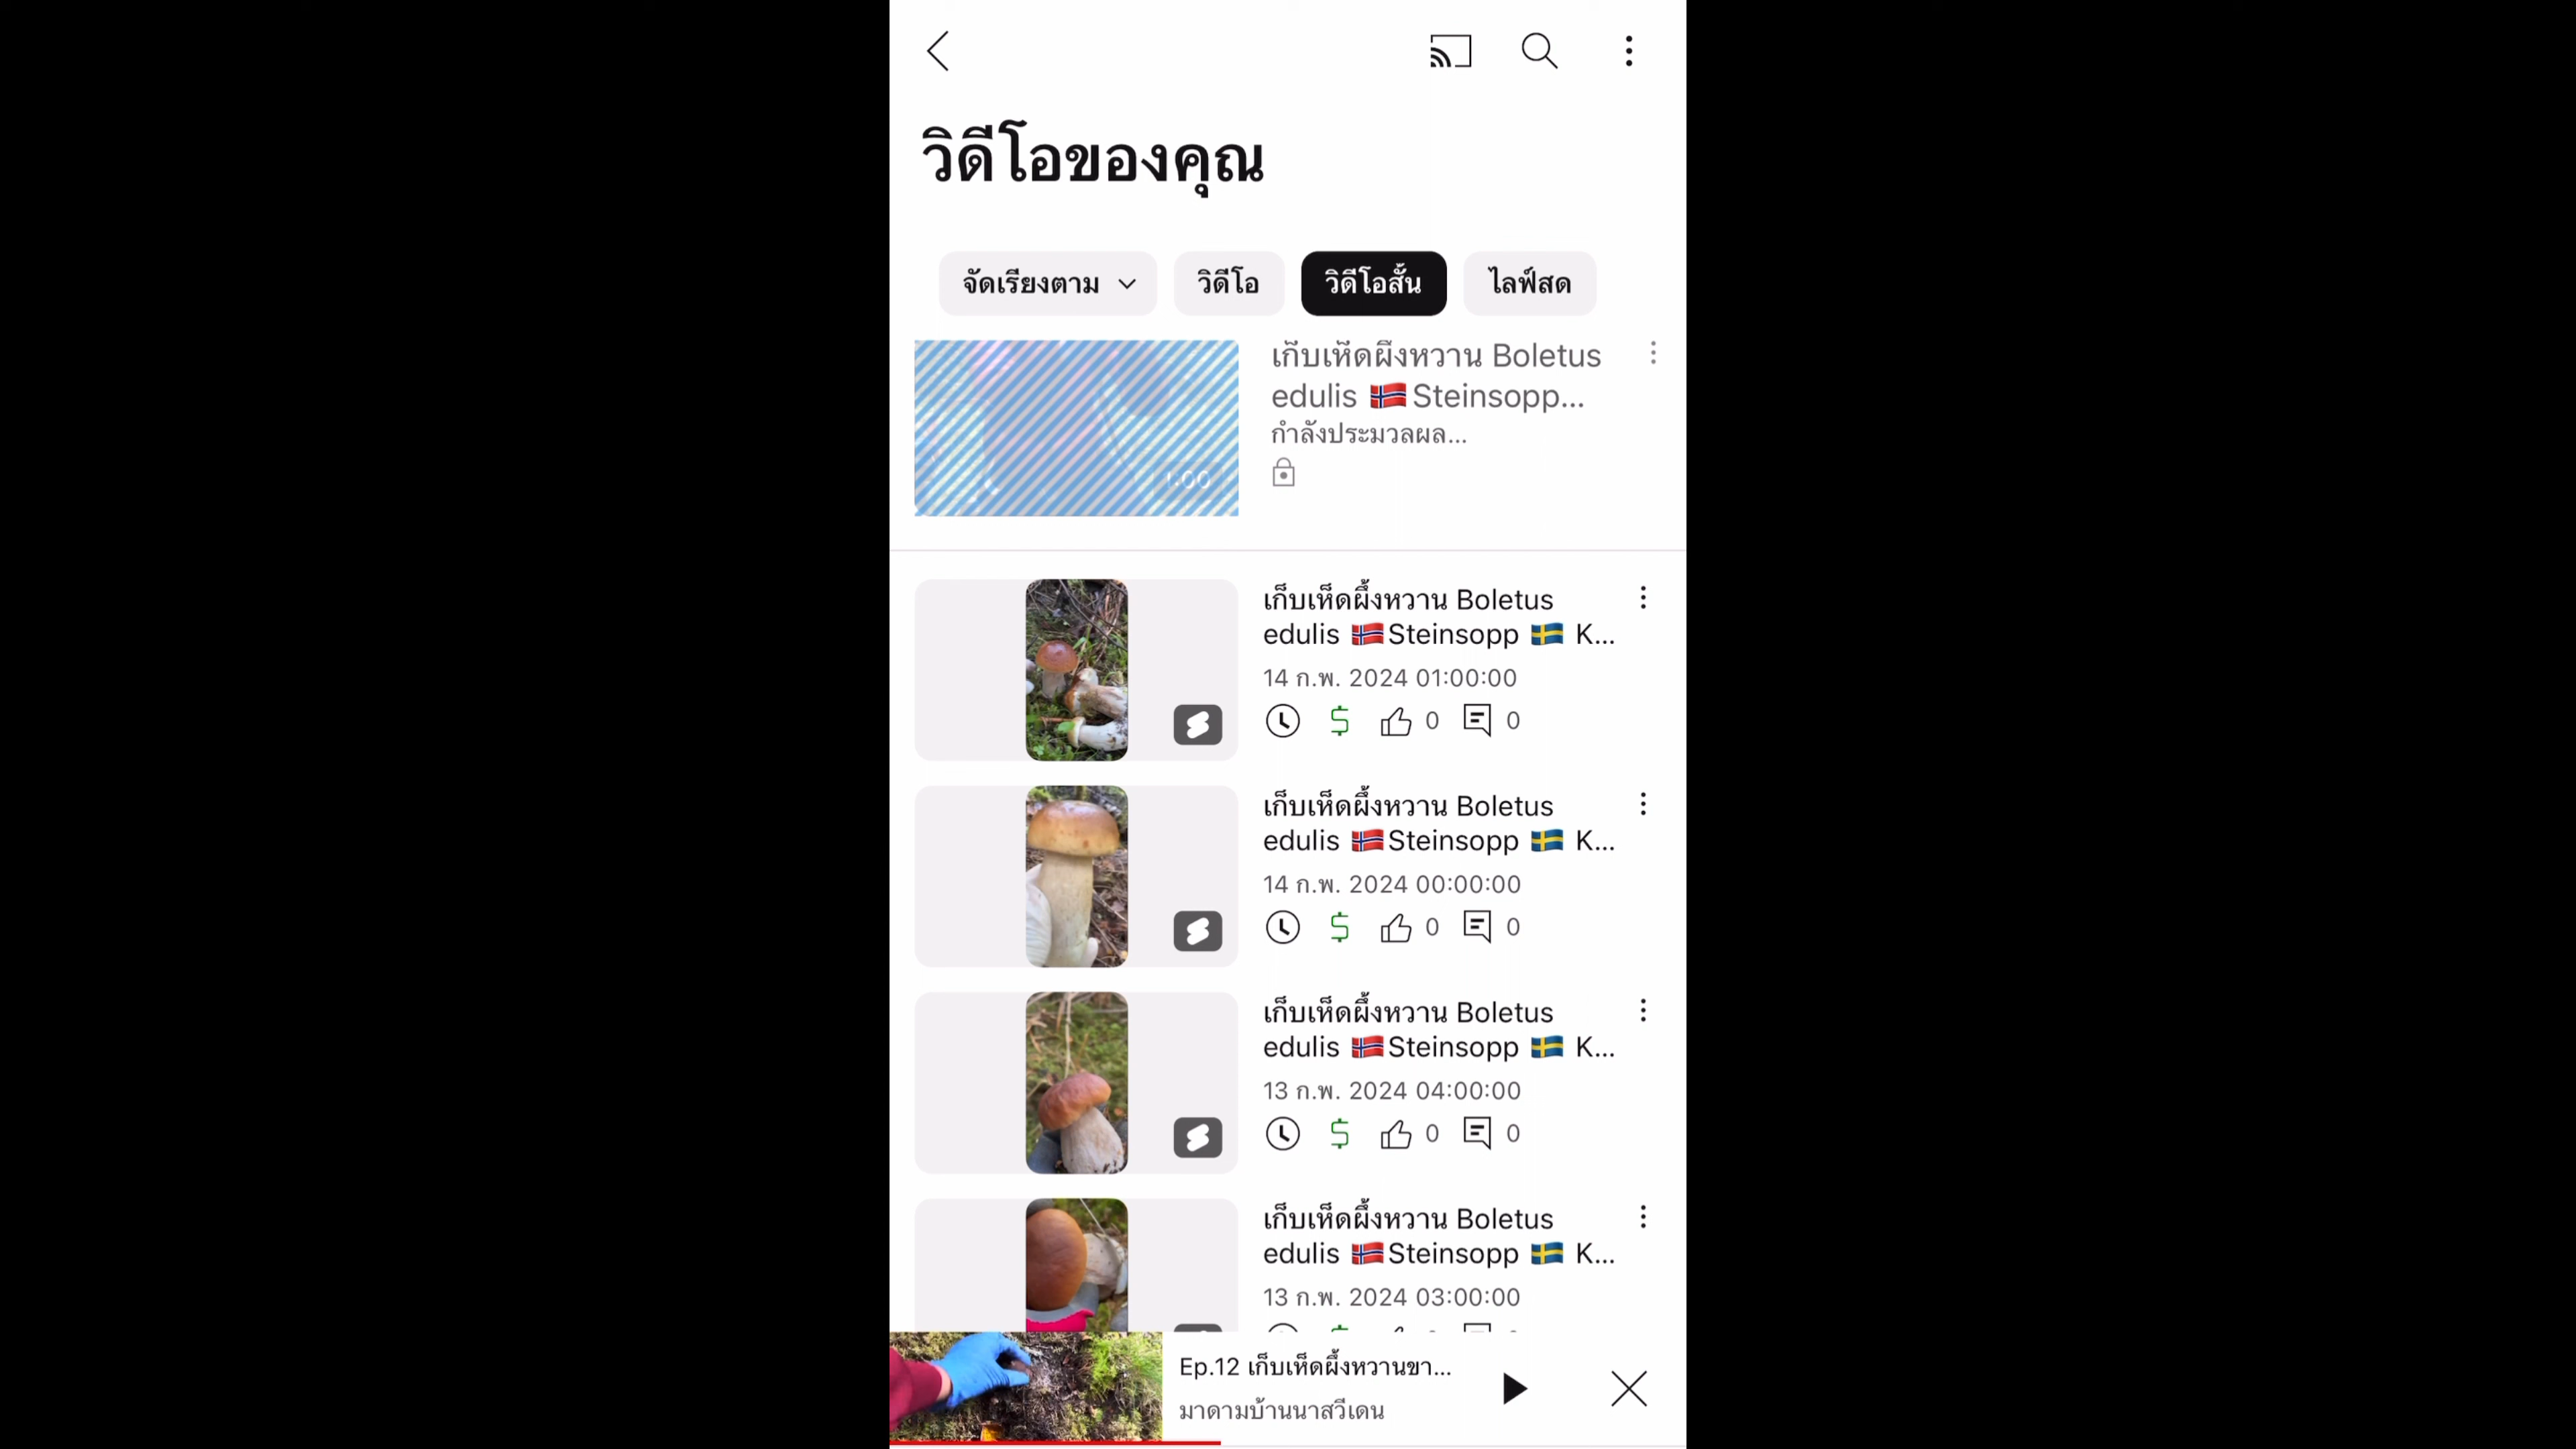 วิดีโอของคุณ
จัดเรียงตาม
วิดีโอ
วิดีโอสั้น
ไลฟ์สด
เก็บเห็ดผึ้งหวาน Boletus
edulis 🇳🇴Steinsopp...
กำลังประมวลผล...
1:00
เก็บเห็ดผึ้งหวาน Boletus
edulis 🇳🇴Steinsopp 🇸🇪 K...
14 ก.พ. 2024 01:00:00
0
0
เก็บเห็ดผึ้งหวาน Boletus
edulis 🇳🇴Steinsopp 🇸🇪 K...
14 ก.พ. 2024 00:00:00
0
0
เก็บเห็ดผึ้งหวาน Boletus
edulis 🇳🇴Steinsopp 🇸🇪 K...
13 ก.พ. 2024 04:00:00
0
0
เก็บเห็ดผึ้งหวาน Boletus
edulis 🇳🇴Steinsopp 🇸🇪 K...
13 ก.พ. 2024 03:00:00
Ep.12 เก็บเห็ดผึ้งหวานขา...
มาดามบ้านนาสวีเดน